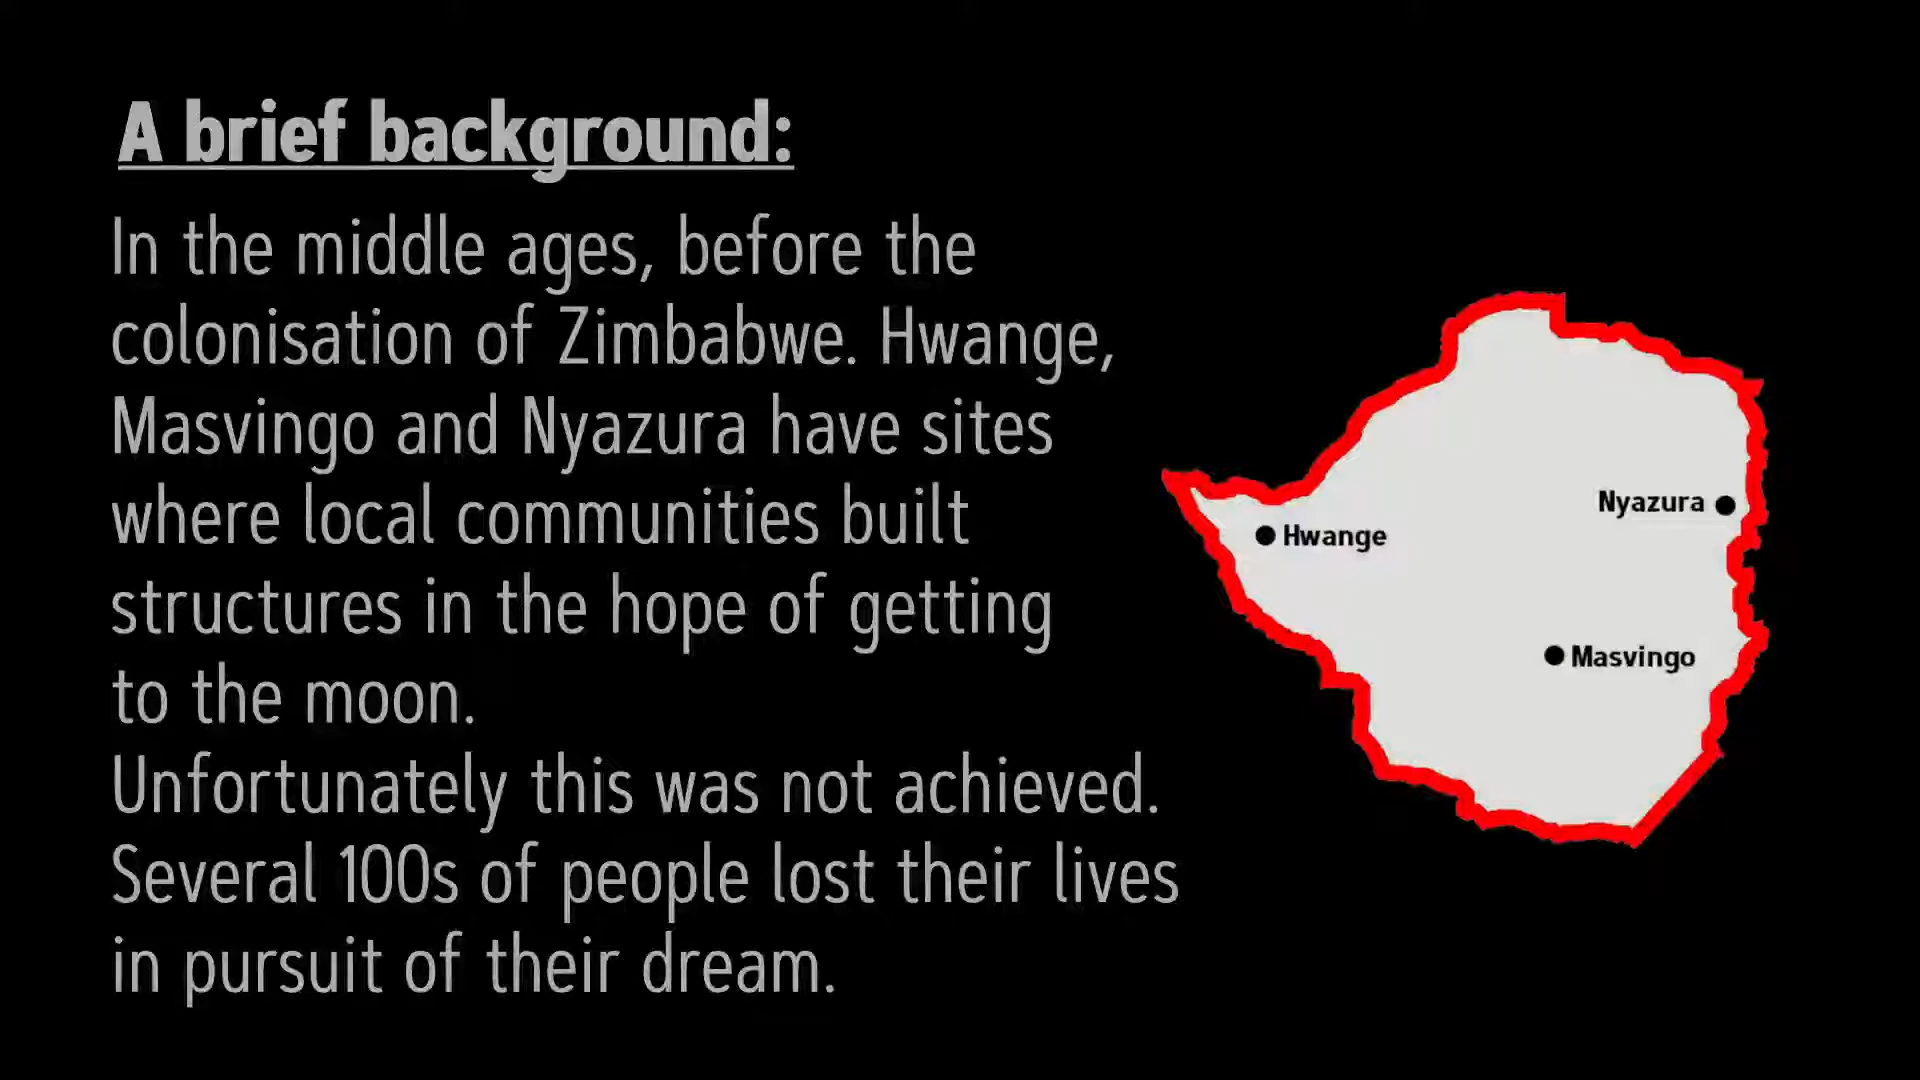 A brief background:
In the middle ages, before the
colonisation of Zimbabwe. Hwange,
Masvingo and Nyazura have sites
where local communities built
structures in the hope of getting
to the moon.
Unfortunately this was not achieved.
Several 100s of people lost their lives
in pursuit of their dream.
Nyazura
Hwange
Masvingo